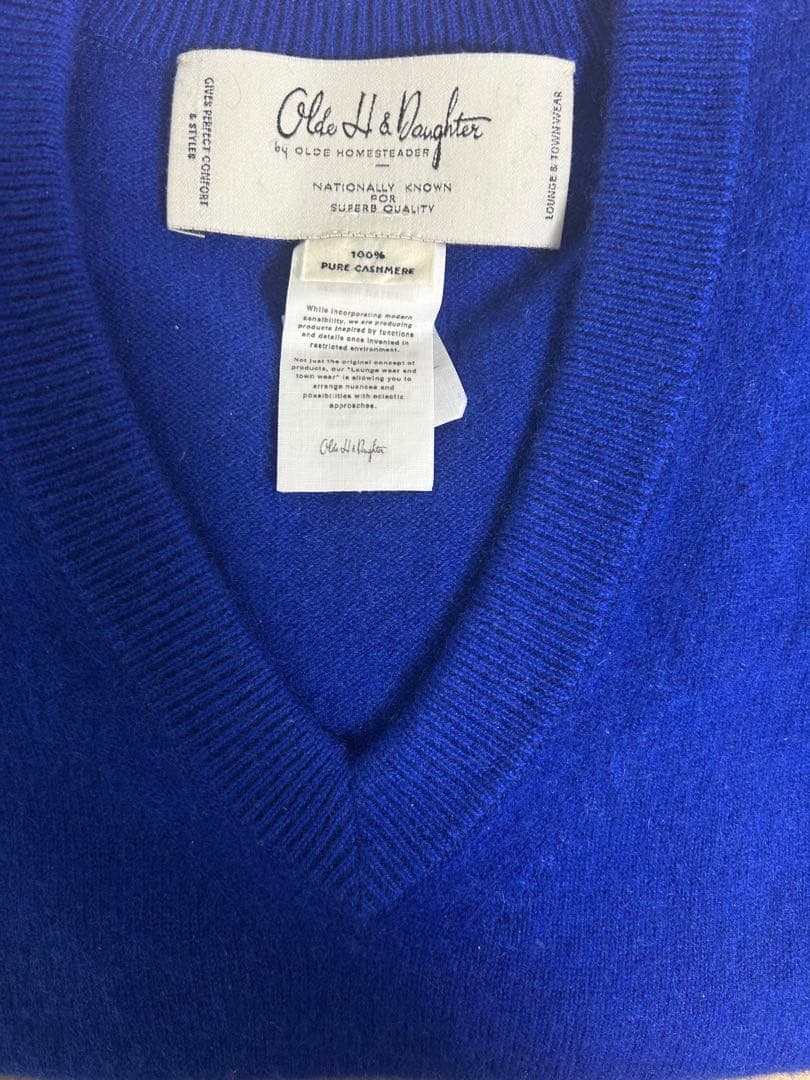 Olde H & Daughter
by OLDE HOMESTEADER
NATIONALLY KNOWN
FOR
SUPERB QUALITY
GIVES PERFECT COMFORT
& STYLES
LOUNGE & TOWN WEAR
100%
PURE CASHMERE
While incorporating modern
sensibility, we are producing
products inspired by functions
and details once invented in
restricted environment.
Not just the original concept of
products, our "Lounge wear and
town wear" is allowing you to
arrange nuances and
possibilities with eclectic
approaches.
Olde H & Daughter